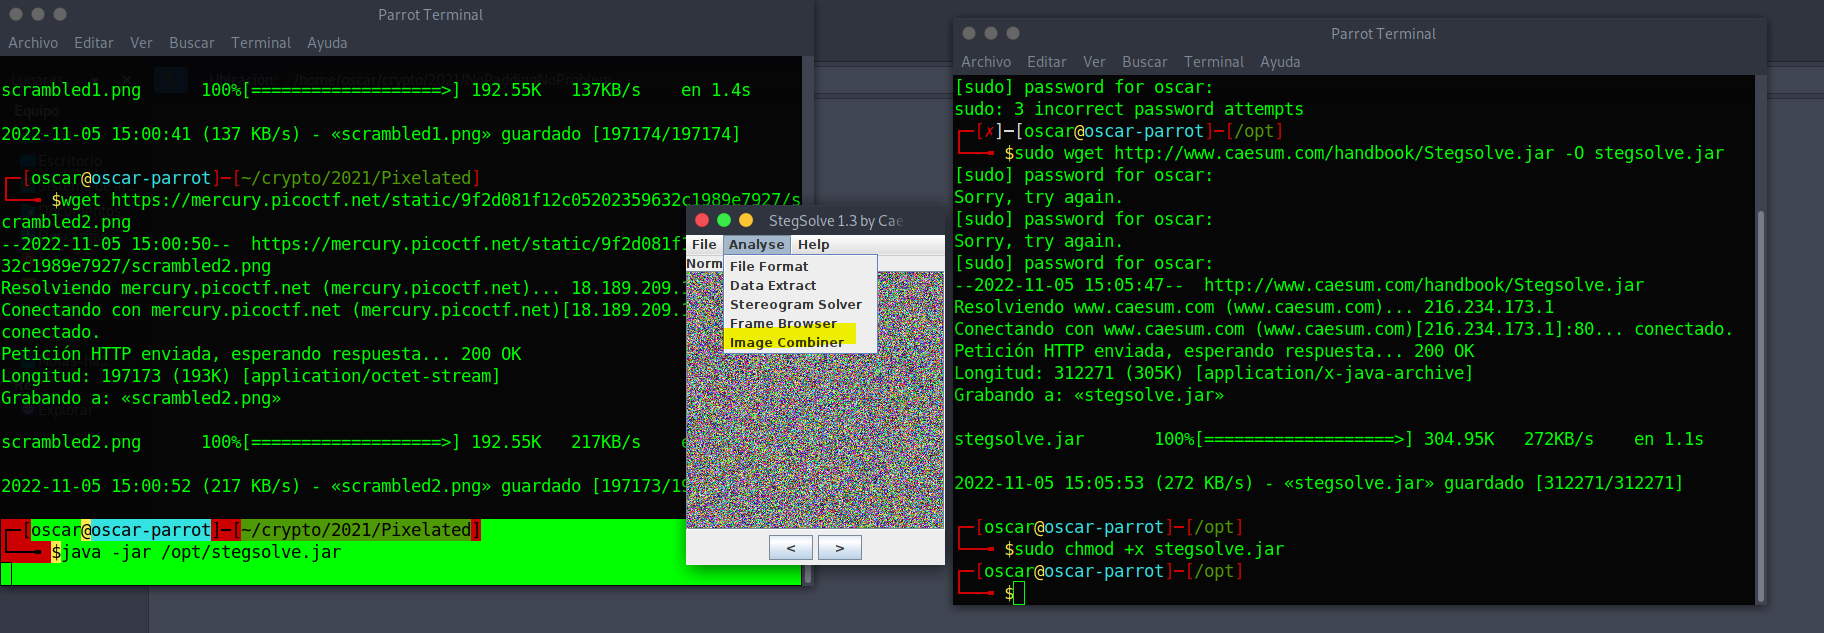 Parrot Terminal
Archivo Editar Ver Buscar Terminal Ayuda
scrambled1.png 100%[===================>] 192.55K 137KB/s en 1.4s
2022-11-05 15:00:41 (137 KB/s) - «scrambled1.png» guardado [197174/197174]
[oscar@oscar-parrot]─[~/crypto/2021/Pixelated]
$wget https://mercury.picoctf.net/static/9f2d081f12c05202359632c1989e7927/s
crambled2.png
--2022-11-05 15:00:50-- https://mercury.picoctf.net/static/9f2d081f1
32c1989e7927/scrambled2.png
Resolviendo mercury.picoctf.net (mercury.picoctf.net)... 18.189.209.1
Conectando con mercury.picoctf.net (mercury.picoctf.net)[18.189.209.1
conectado.
Petición HTTP enviada, esperando respuesta... 200 OK
Longitud: 197173 (193K) [application/octet-stream]
Grabando a: «scrambled2.png»
scrambled2.png 100%[===================>] 192.55K 217KB/s e
2022-11-05 15:00:52 (217 KB/s) - «scrambled2.png» guardado [197173/19
[oscar@oscar-parrot]─[~/crypto/2021/Pixelated]
$java -jar /opt/stegsolve.jar
StegSolve 1.3 by Cae
File Analyse Help
Norm
File Format
Data Extract
Stereogram Solver
Frame Browser
Image Combiner
< >
Parrot Terminal
Archivo Editar Ver Buscar Terminal Ayuda
[sudo] password for oscar:
sudo: 3 incorrect password attempts
[✗]─[oscar@oscar-parrot]─[/opt]
$sudo wget http://www.caesum.com/handbook/Stegsolve.jar -O stegsolve.jar
[sudo] password for oscar:
Sorry, try again.
[sudo] password for oscar:
Sorry, try again.
[sudo] password for oscar:
--2022-11-05 15:05:47-- http://www.caesum.com/handbook/Stegsolve.jar
Resolviendo www.caesum.com (www.caesum.com)... 216.234.173.1
Conectando con www.caesum.com (www.caesum.com)[216.234.173.1]:80... conectado.
Petición HTTP enviada, esperando respuesta... 200 OK
Longitud: 312271 (305K) [application/x-java-archive]
Grabando a: «stegsolve.jar»
stegsolve.jar 100%[===================>] 304.95K 272KB/s en 1.1s
2022-11-05 15:05:53 (272 KB/s) - «stegsolve.jar» guardado [312271/312271]
[oscar@oscar-parrot]─[/opt]
$sudo chmod +x stegsolve.jar
[oscar@oscar-parrot]─[/opt]
$